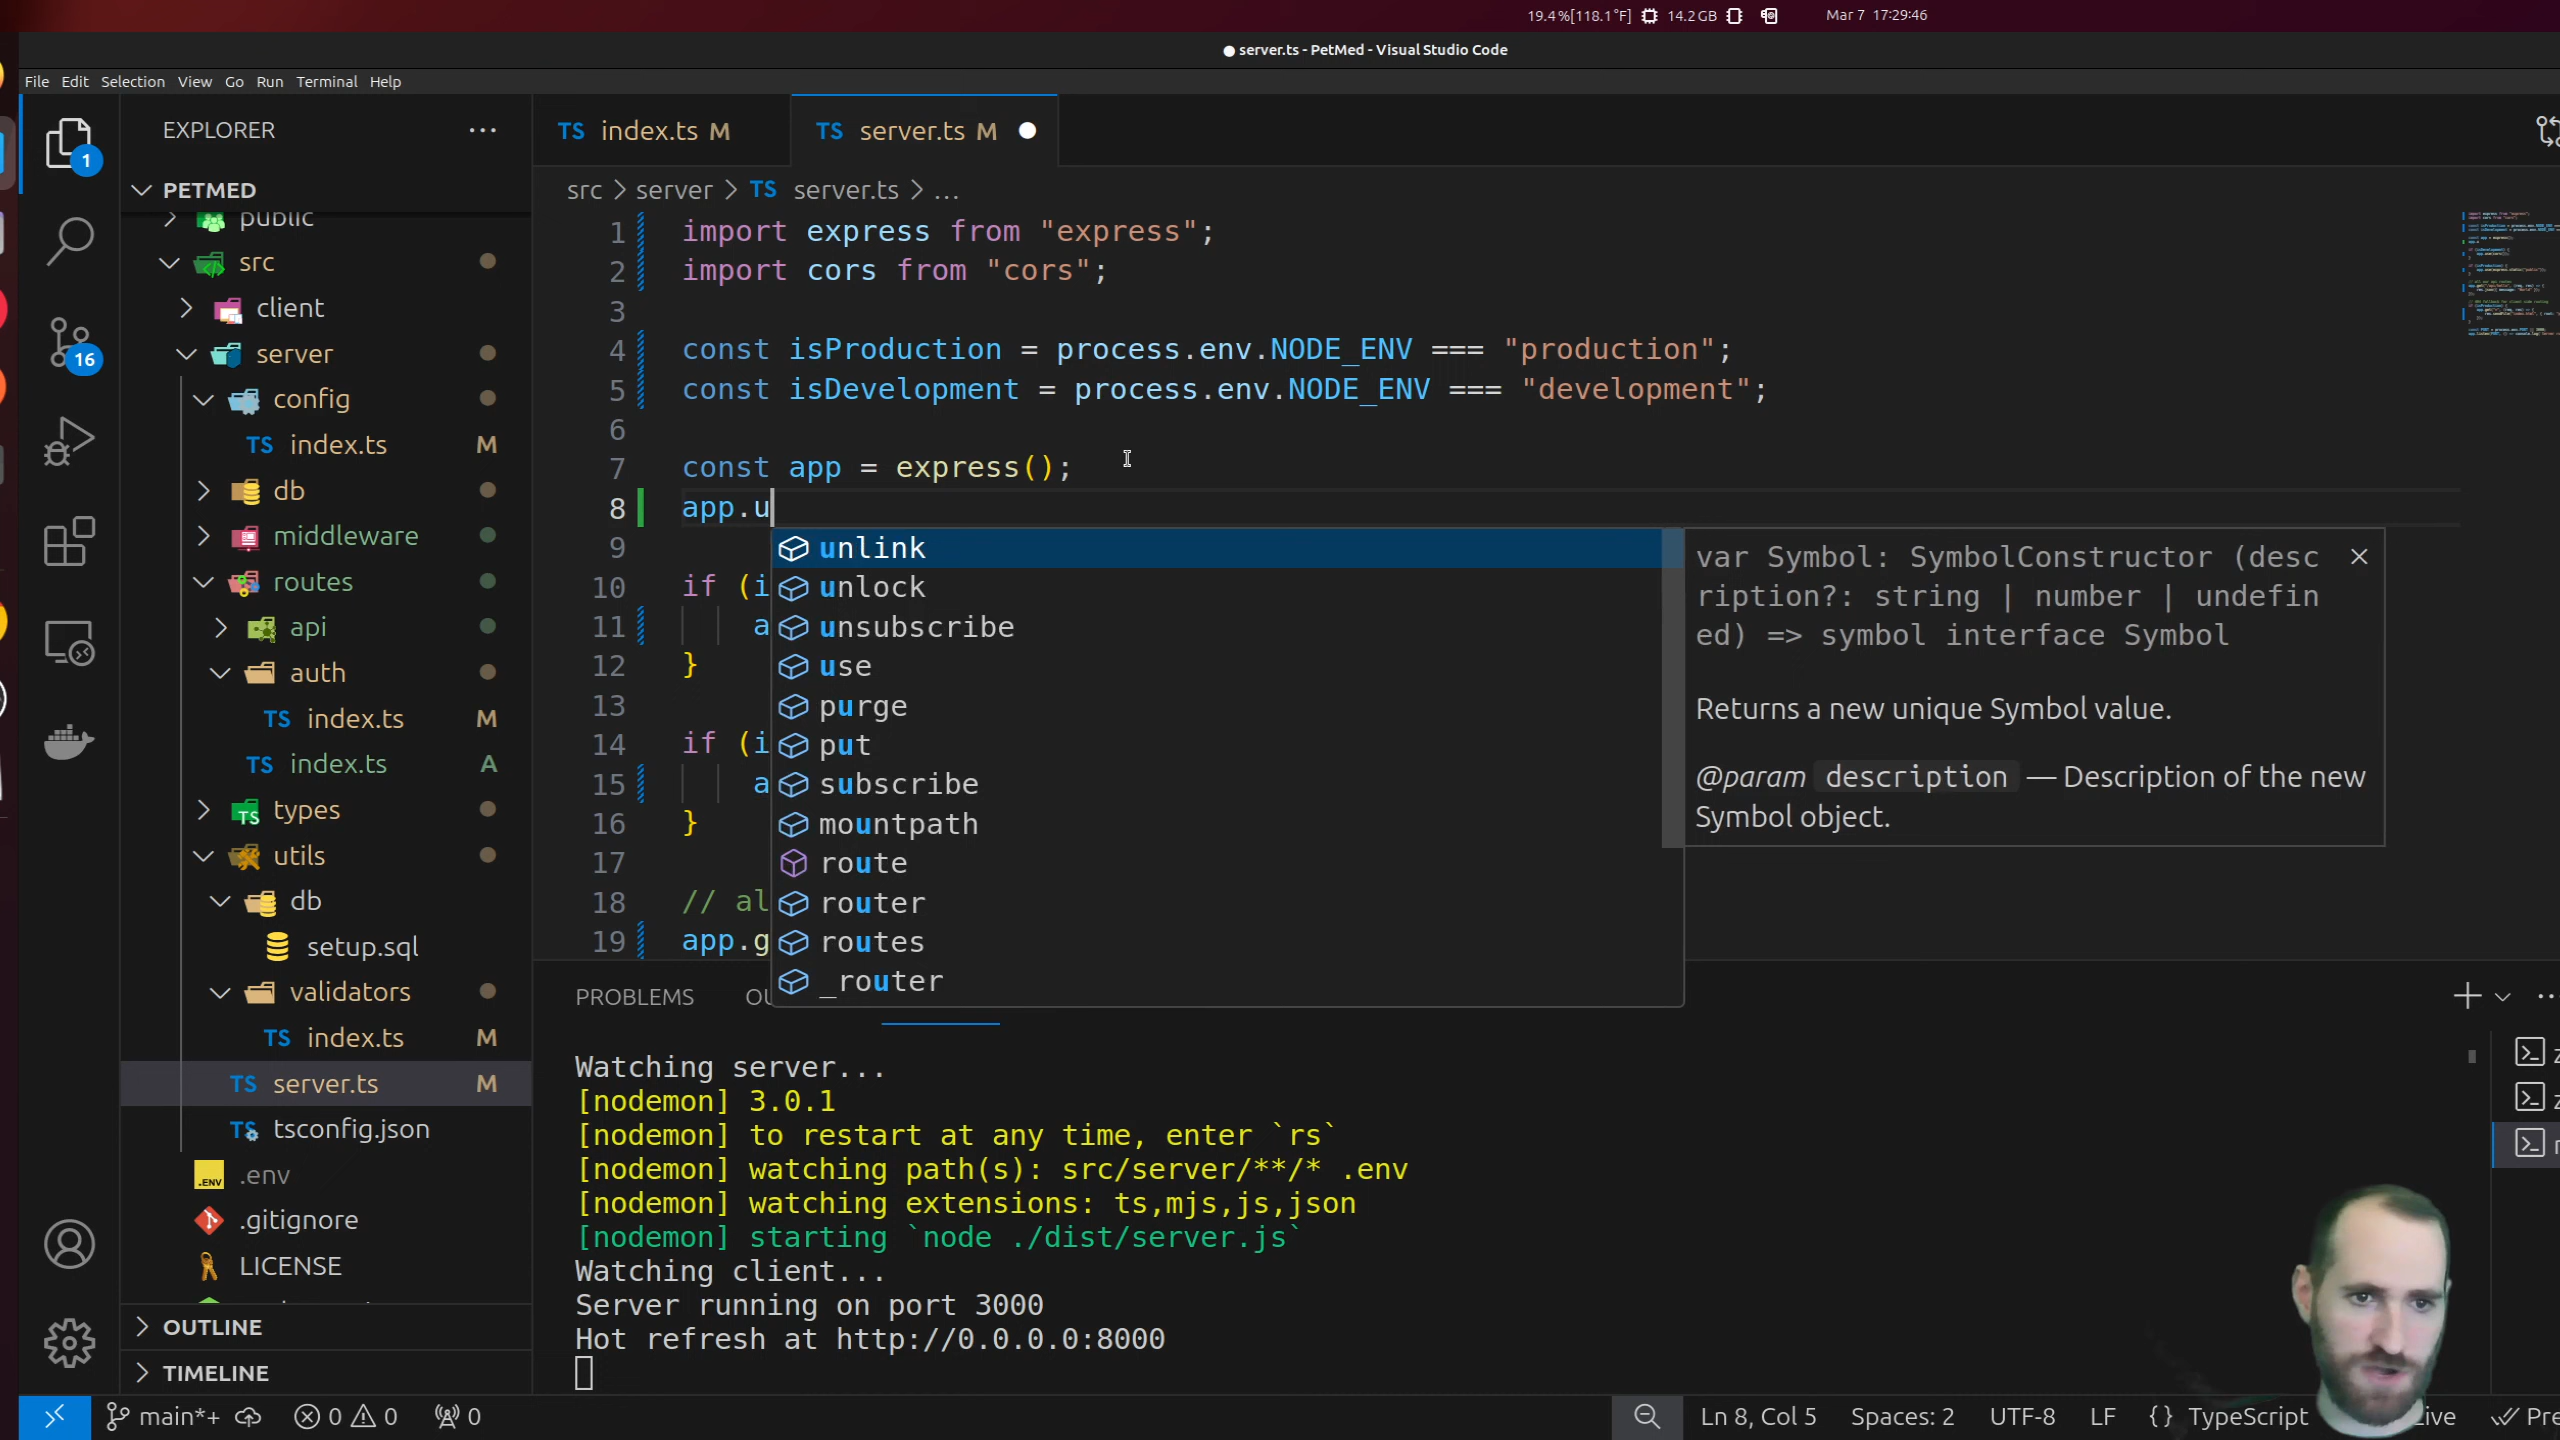 19.4%[118.1°F] 14.2GB Mar 7 17:29:46
● server.ts - PetMed - Visual Studio Code
File Edit Selection View Go Run Terminal Help
EXPLORER ...
TS index.ts M TS server.ts M ●
PETMED
src > server > TS server.ts > ...
public
src
client
server
config
TS index.ts M
db
middleware
routes
api
auth
TS index.ts M
TS index.ts A
types
utils
db
setup.sql
validators
TS index.ts M
TS server.ts M
TS tsconfig.json
.ENV .env
.gitignore
LICENSE
OUTLINE
TIMELINE
1
16
1 import express from "express";
2 import cors from "cors";
3
4 const isProduction = process.env.NODE_ENV === "production";
5 const isDevelopment = process.env.NODE_ENV === "development";
6
7 const app = express();
8 app.u
9
10 if (i
11 a
12 }
13
14 if (i
15 a
16 }
17
18 // al
19 app.g
unlink
unlock
unsubscribe
use
purge
put
subscribe
mountpath
route
router
routes
_router
var Symbol: SymbolConstructor (desc
ription?: string | number | undefin
ed) => symbol interface Symbol
Returns a new unique Symbol value.
@param description — Description of the new
Symbol object.
PROBLEMS OU
Watching server...
[nodemon] 3.0.1
[nodemon] to restart at any time, enter `rs`
[nodemon] watching path(s): src/server/**/* .env
[nodemon] watching extensions: ts,mjs,js,json
[nodemon] starting `node ./dist/server.js`
Watching client...
Server running on port 3000
Hot refresh at http://0.0.0.0:8000
main*+ 0 0 0 Ln 8, Col 5 Spaces: 2 UTF-8 LF {} TypeScript Live Pre